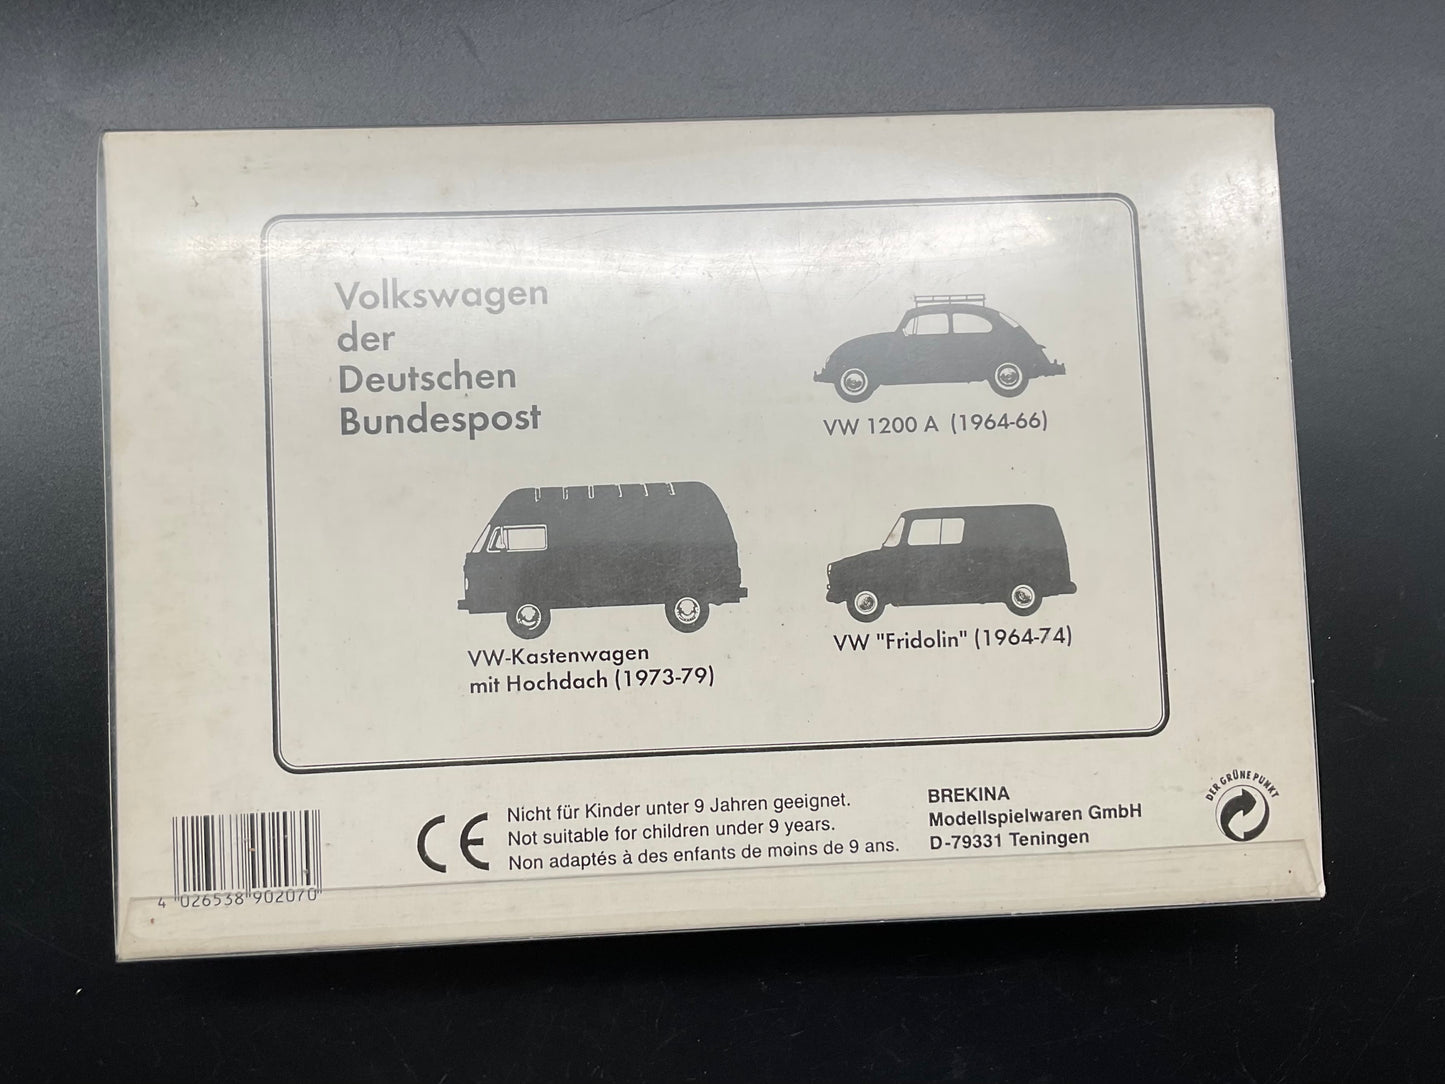 Volkswagen
der
Deutschen
Bundespost
VW 1200 A (1964-66)
VW-Kastenwagen
mit Hochdach (1973-79)
VW "Fridolin" (1964-74)
4 026538 902070
CE
Nicht für Kinder unter 9 Jahren geeignet.
Not suitable for children under 9 years.
Non adaptés à des enfants de moins de 9 ans.
BREKINA
Modellspielwaren GmbH
D-79331 Teningen
DER GRÜNE PUNKT